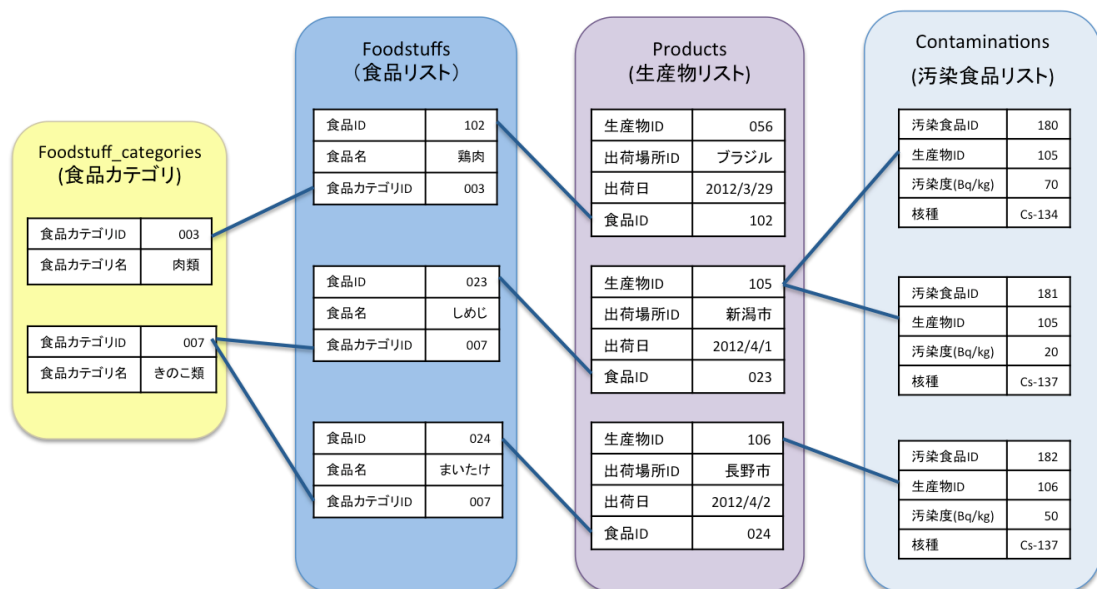 Foodstuff_categories
(食品カテゴリ)
食品カテゴリID 003
食品カテゴリ名 肉類
食品カテゴリID 007
食品カテゴリ名 きのこ類
Foodstuffs
（食品リスト）
食品ID 102
食品名 鶏肉
食品カテゴリID 003
食品ID 023
食品名 しめじ
食品カテゴリID 007
食品ID 024
食品名 まいたけ
食品カテゴリID 007
Products
(生産物リスト)
生産物ID 056
出荷場所ID ブラジル
出荷日 2012/3/29
食品ID 102
生産物ID 105
出荷場所ID 新潟市
出荷日 2012/4/1
食品ID 023
生産物ID 106
出荷場所ID 長野市
出荷日 2012/4/2
食品ID 024
Contaminations
(汚染食品リスト)
汚染食品ID 180
生産物ID 105
汚染度(Bq/kg) 70
核種 Cs-134
汚染食品ID 181
生産物ID 105
汚染度(Bq/kg) 20
核種 Cs-137
汚染食品ID 182
生産物ID 106
汚染度(Bq/kg) 50
核種 Cs-137